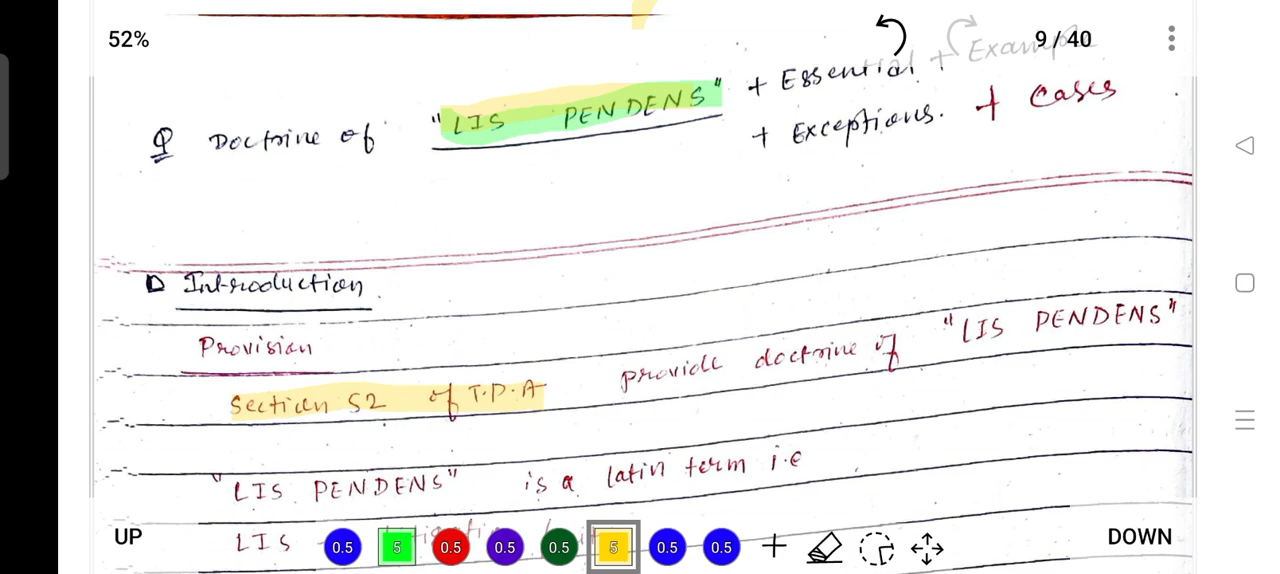 52%
9 / 40
Q Doctrine of "LIS PENDENS" + Essential + Example
+ Exceptions. + Cases
Introduction
Provision
Section 52 of T.P.A provide doctrine of "LIS PENDENS"
"LIS PENDENS" is a latin term i.e
LIS
UP
0.5 5 0.5 0.5 0.5 5 0.5 0.5
DOWN